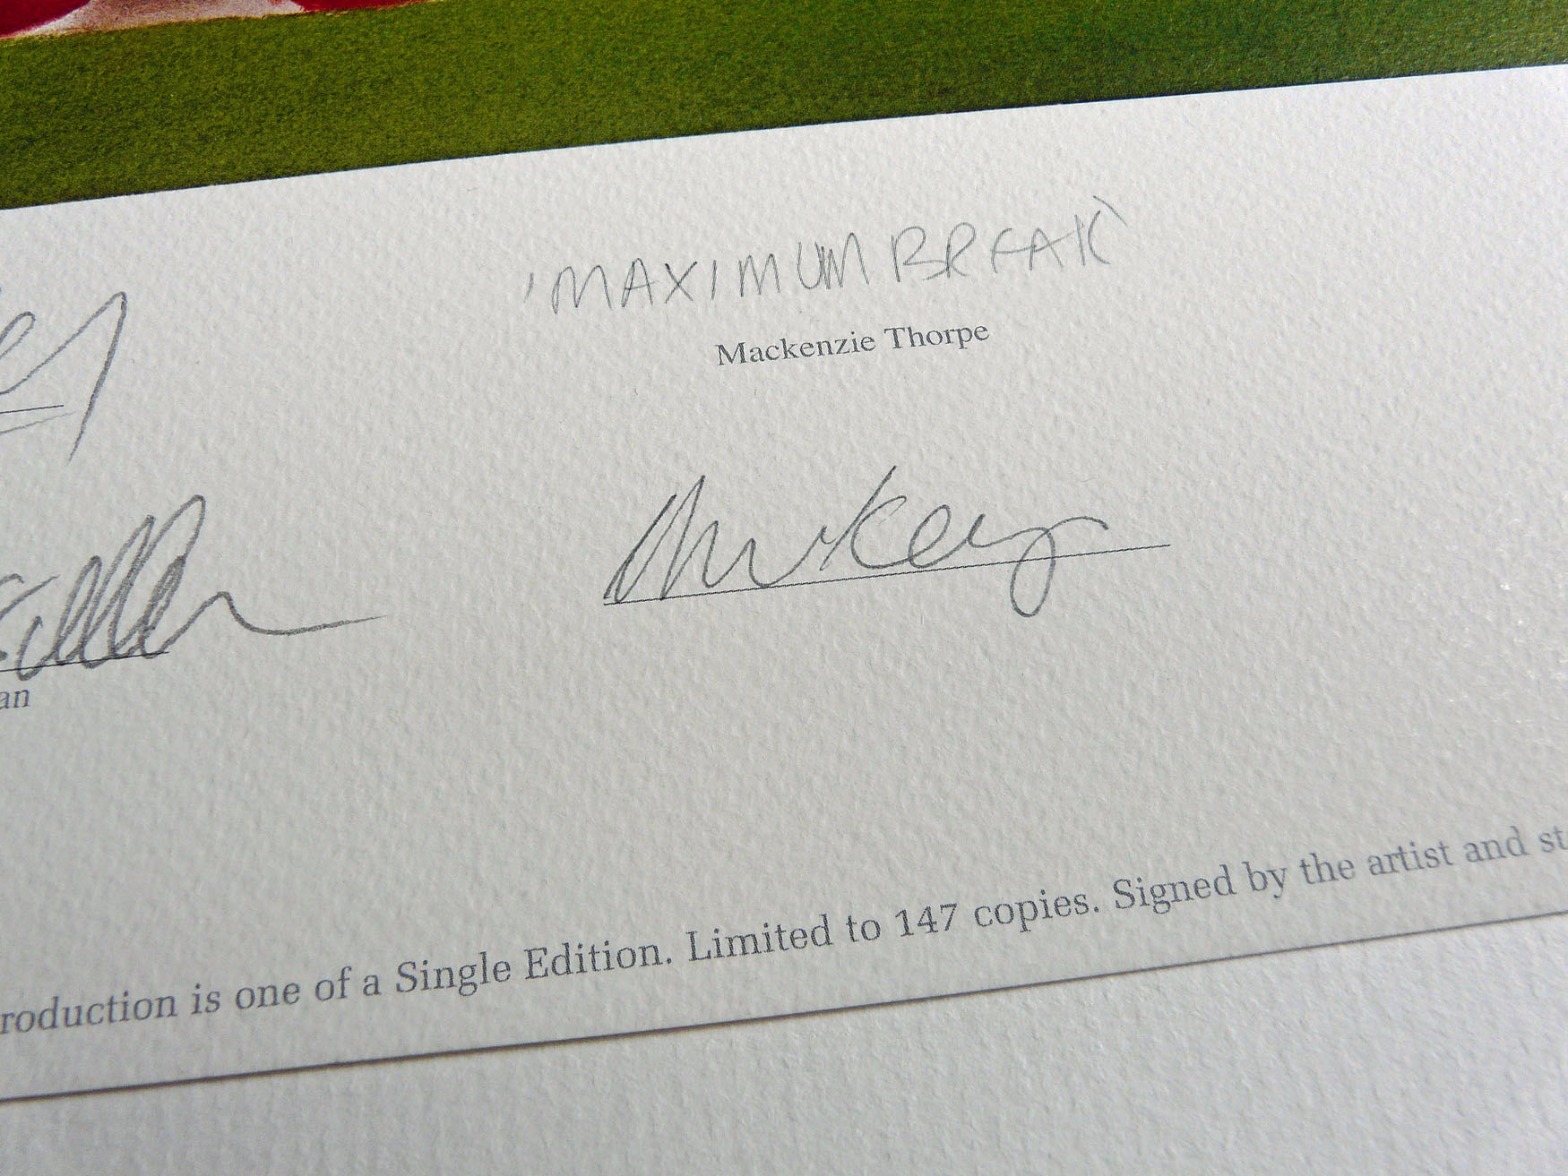 'MAXIMUM BREAK'
Mackenzie Thorpe
an
roduction is one of a Single Edition. Limited to 147 copies. Signed by the artist and st